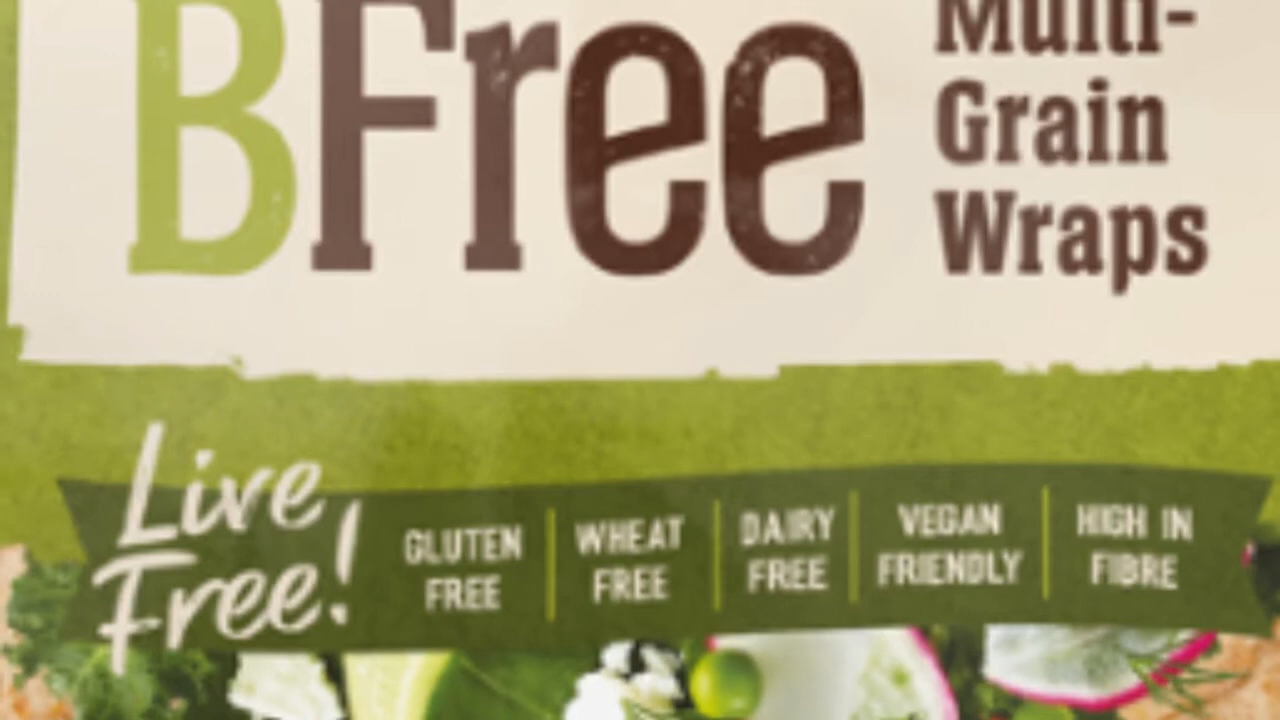 BFree
Multi-
Grain
Wraps
Live
Free!
GLUTEN
FREE
WHEAT
FREE
DAIRY
FREE
VEGAN
FRIENDLY
HIGH IN
FIBRE